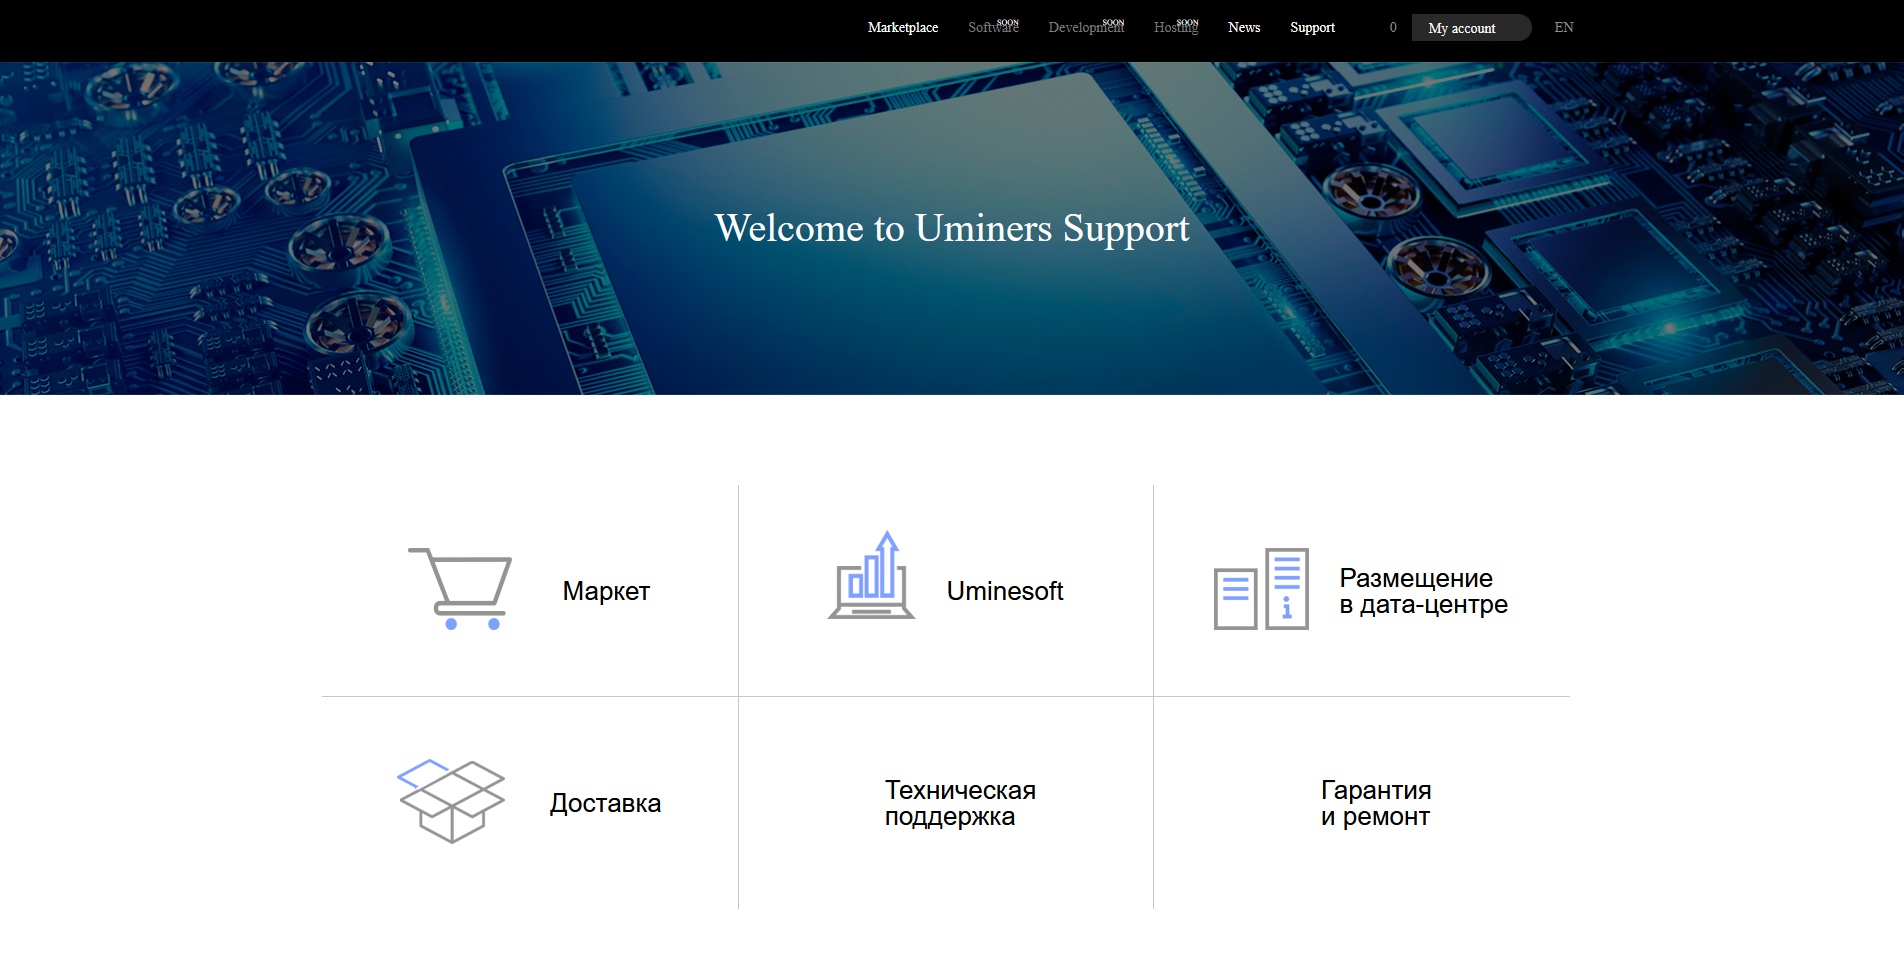 Marketplace
Software
SOON
Development
SOON
Hosting
SOON
News
Support
0
My account
EN
Welcome to Uminers Support
Маркет
Uminesoft
Размещение
в дата-центре
Доставка
Техническая
поддержка
Гарантия
и ремонт